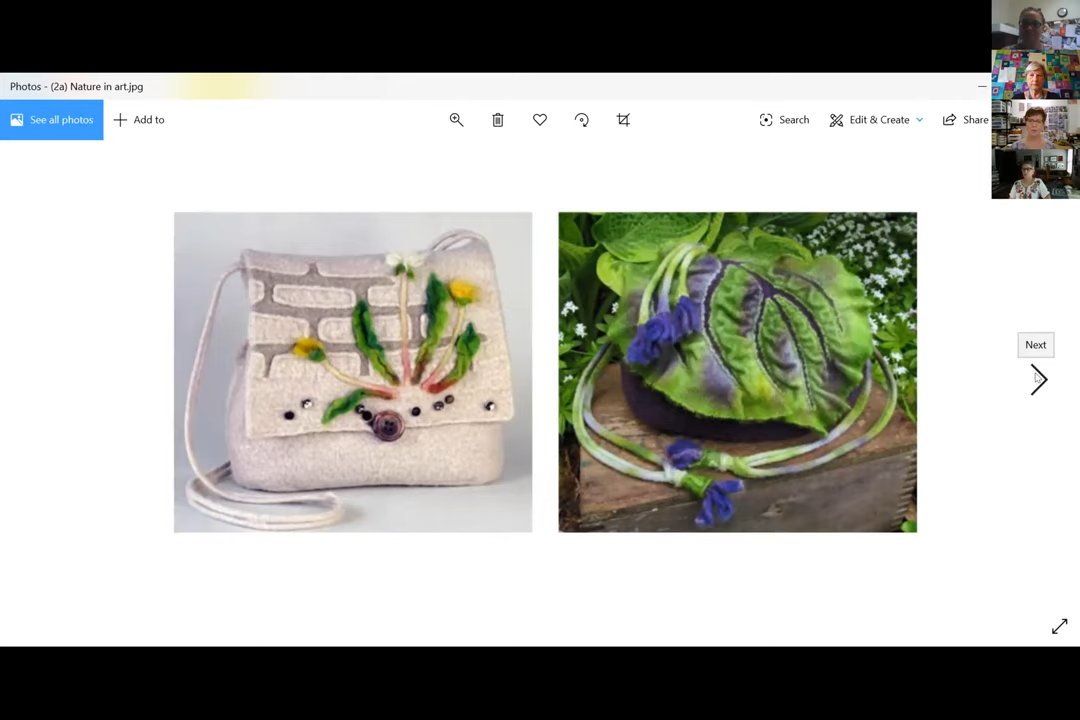 Photos - (2a) Nature in art.jpg
See all photos
Add to
Search
Edit & Create
Share
Next